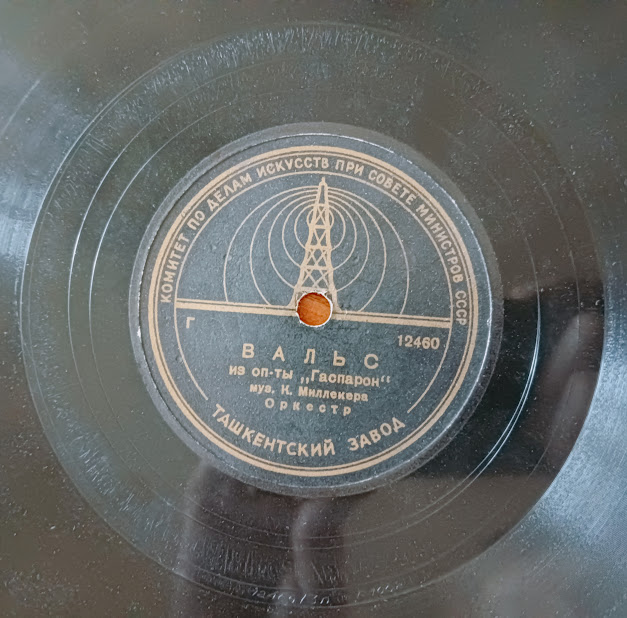 КОМИТЕТ ПО ДЕЛАМ ИСКУССТВ ПРИ СОВЕТЕ МИНИСТРОВ СССР
Г 12460
ВАЛЬС
из оп-ты „Гаспарон“
муз. К. Миллекера
Оркестр
ТАШКЕНТСКИЙ ЗАВОД